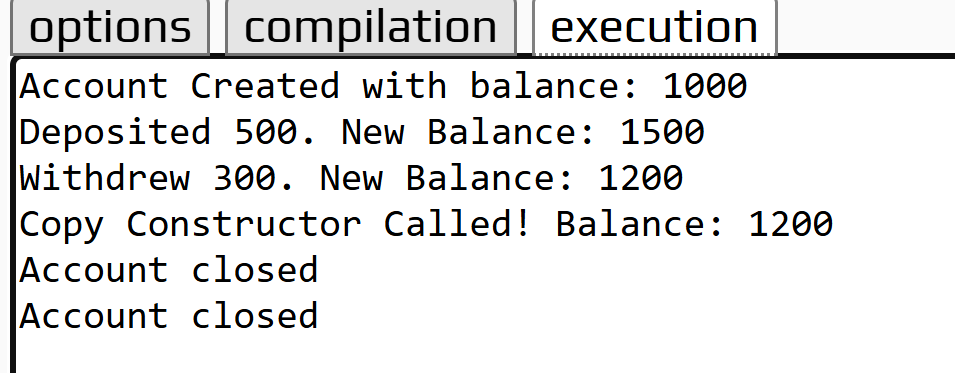 options compilation execution
Account Created with balance: 1000
Deposited 500. New Balance: 1500
Withdrew 300. New Balance: 1200
Copy Constructor Called! Balance: 1200
Account closed
Account closed